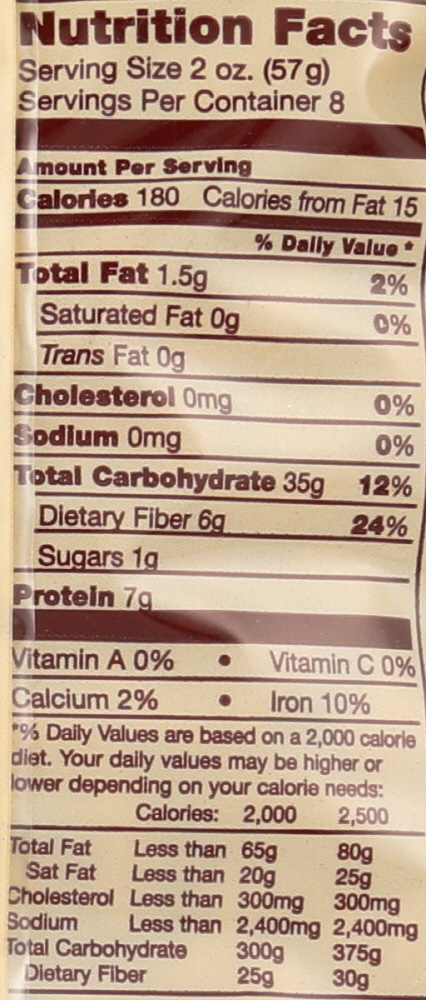 Nutrition Facts
Serving Size 2 oz. (57g)
Servings Per Container 8
Amount Per Serving
Calories 180 Calories from Fat 15
% Daily Value *
Total Fat 1.5g 2%
Saturated Fat 0g 0%
Trans Fat 0g
Cholesterol 0mg 0%
Sodium 0mg 0%
Total Carbohydrate 35g 12%
Dietary Fiber 6g 24%
Sugars 1g
Protein 7g
Vitamin A 0% • Vitamin C 0%
Calcium 2% • Iron 10%
*% Daily Values are based on a 2,000 calorie
diet. Your daily values may be higher or
lower depending on your calorie needs:
Calories: 2,000 2,500
Total Fat Less than 65g 80g
Sat Fat Less than 20g 25g
Cholesterol Less than 300mg 300mg
Sodium Less than 2,400mg 2,400mg
Total Carbohydrate 300g 375g
Dietary Fiber 25g 30g